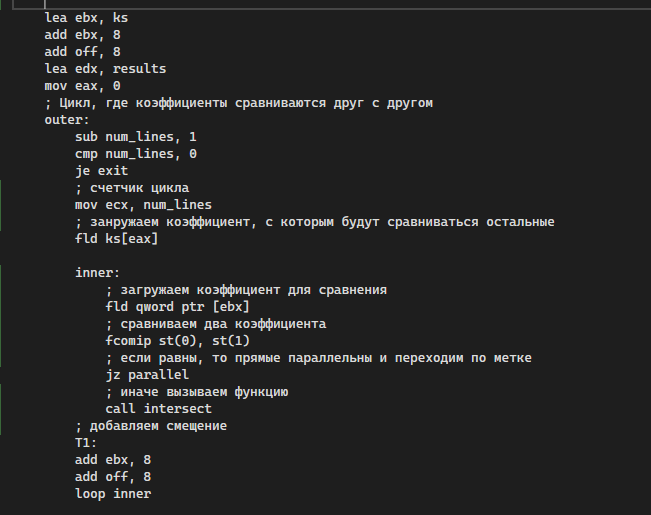 lea ebx, ks
add ebx, 8
add off, 8
lea edx, results
mov eax, 0
; Цикл, где коэффициенты сравниваются друг с другом
outer:
sub num_lines, 1
cmp num_lines, 0
je exit
; счетчик цикла
mov ecx, num_lines
; занружаем коэффициент, с которым будут сравниваться остальные
fld ks[eax]
inner:
; загружаем коэффициент для сравнения
fld qword ptr [ebx]
; сравниваем два коэффициента
fcomip st(0), st(1)
; если равны, то прямые параллельны и переходим по метке
jz parallel
; иначе вызываем функцию
call intersect
; добавляем смещение
T1:
add ebx, 8
add off, 8
loop inner